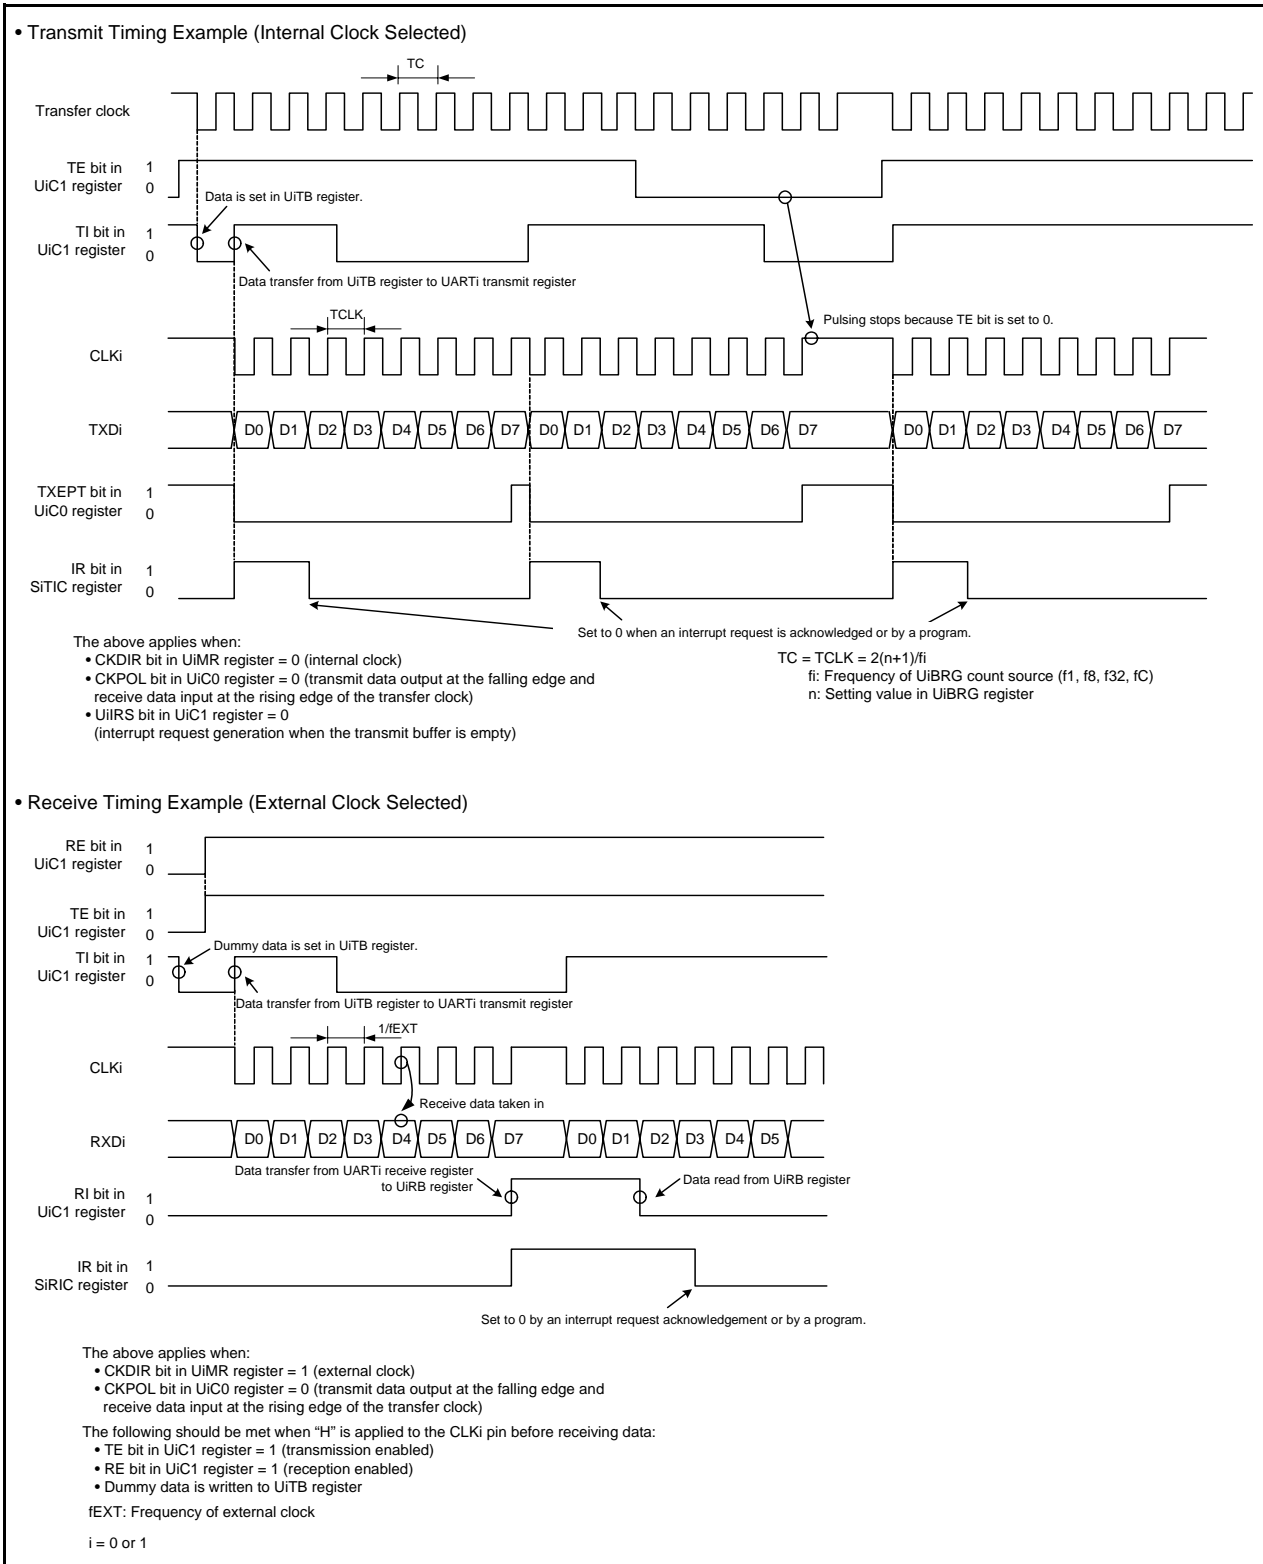 • Transmit Timing Example (Internal Clock Selected)
TC
Transfer clock
TE bit in 1
UiC1 register 0
Data is set in UiTB register.
TI bit in 1
UiC1 register 0
Data transfer from UiTB register to UARTi transmit register
TCLK
Pulsing stops because TE bit is set to 0.
CLKi
TXDi D0 D1 D2 D3 D4 D5 D6 D7 D0 D1 D2 D3 D4 D5 D6 D7 D0 D1 D2 D3 D4 D5 D6 D7
TXEPT bit in 1
UiC0 register 0
IR bit in 1
SiTIC register 0
Set to 0 when an interrupt request is acknowledged or by a program.
The above applies when:
• CKDIR bit in UiMR register = 0 (internal clock)
• CKPOL bit in UiC0 register = 0 (transmit data output at the falling edge and
receive data input at the rising edge of the transfer clock)
• UiIRS bit in UiC1 register = 0
(interrupt request generation when the transmit buffer is empty)
TC = TCLK = 2(n+1)/fi
fi: Frequency of UiBRG count source (f1, f8, f32, fC)
n: Setting value in UiBRG register
• Receive Timing Example (External Clock Selected)
RE bit in 1
UiC1 register 0
TE bit in 1
UiC1 register 0
Dummy data is set in UiTB register.
TI bit in 1
UiC1 register 0
Data transfer from UiTB register to UARTi transmit register
1/fEXT
CLKi
Receive data taken in
RXDi D0 D1 D2 D3 D4 D5 D6 D7 D0 D1 D2 D3 D4 D5
Data transfer from UARTi receive register
to UiRB register
Data read from UiRB register
RI bit in 1
UiC1 register 0
IR bit in 1
SiRIC register 0
Set to 0 by an interrupt request acknowledgement or by a program.
The above applies when:
• CKDIR bit in UiMR register = 1 (external clock)
• CKPOL bit in UiC0 register = 0 (transmit data output at the falling edge and
receive data input at the rising edge of the transfer clock)
The following should be met when “H” is applied to the CLKi pin before receiving data:
• TE bit in UiC1 register = 1 (transmission enabled)
• RE bit in UiC1 register = 1 (reception enabled)
• Dummy data is written to UiTB register
fEXT: Frequency of external clock
i = 0 or 1